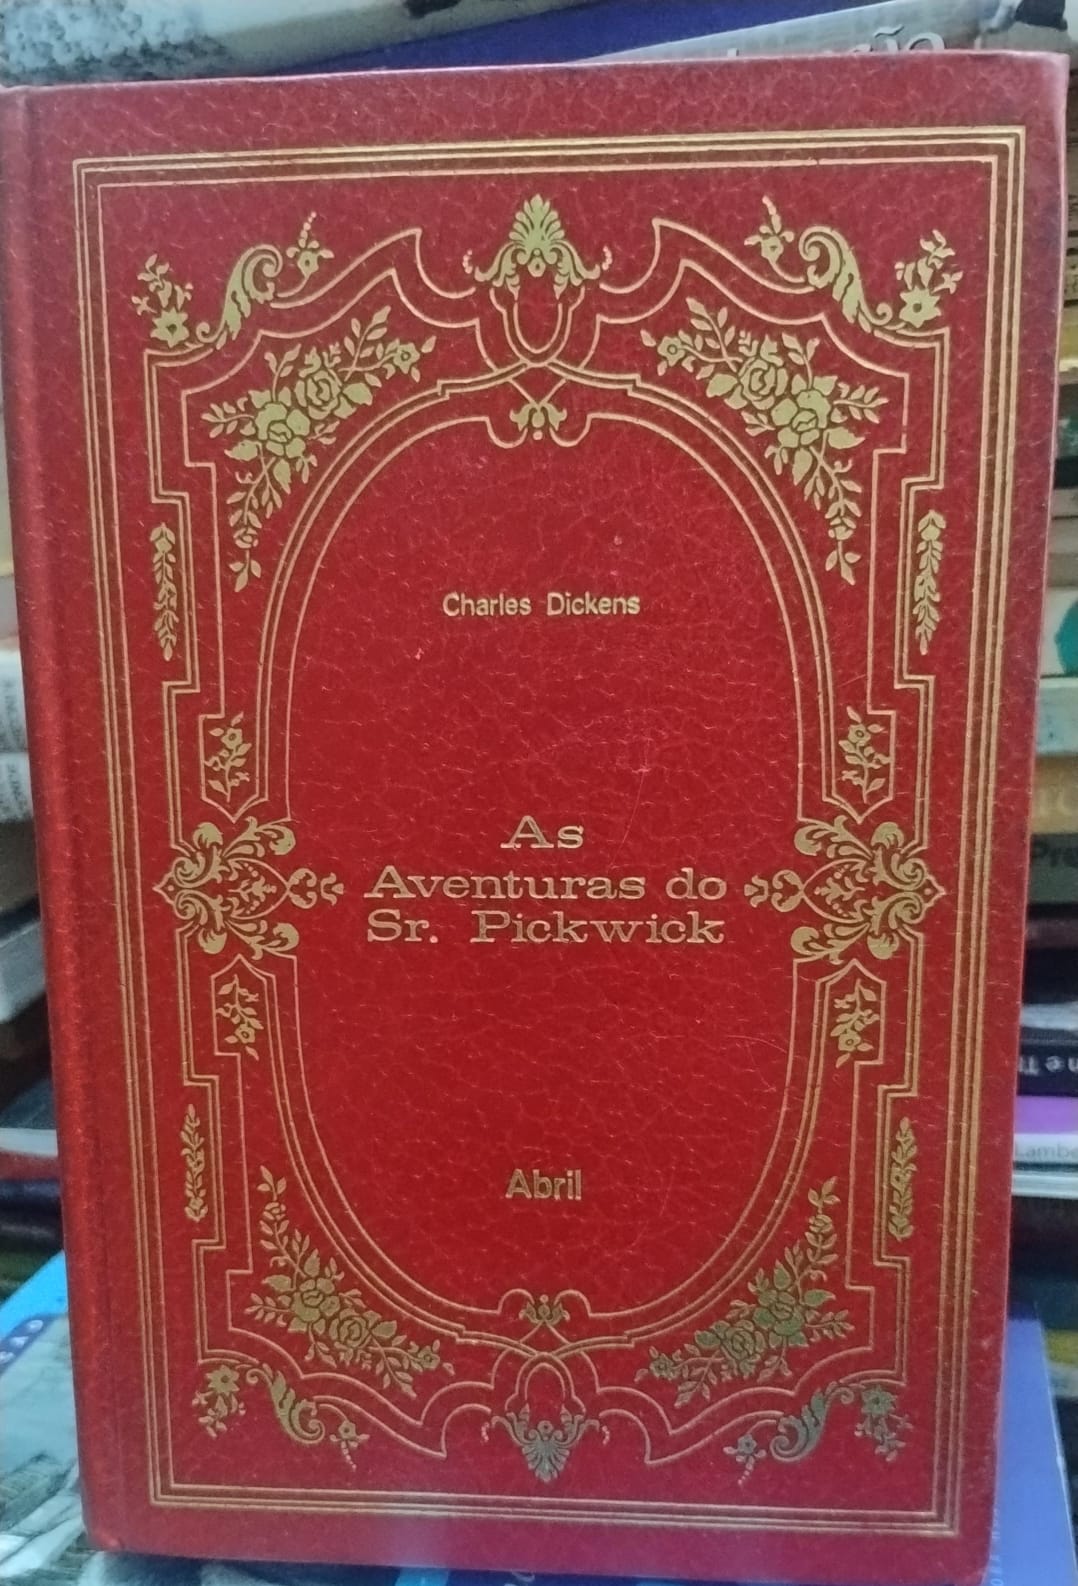 Charles Dickens
As
Aventuras do
Sr. Pickwick
Abril